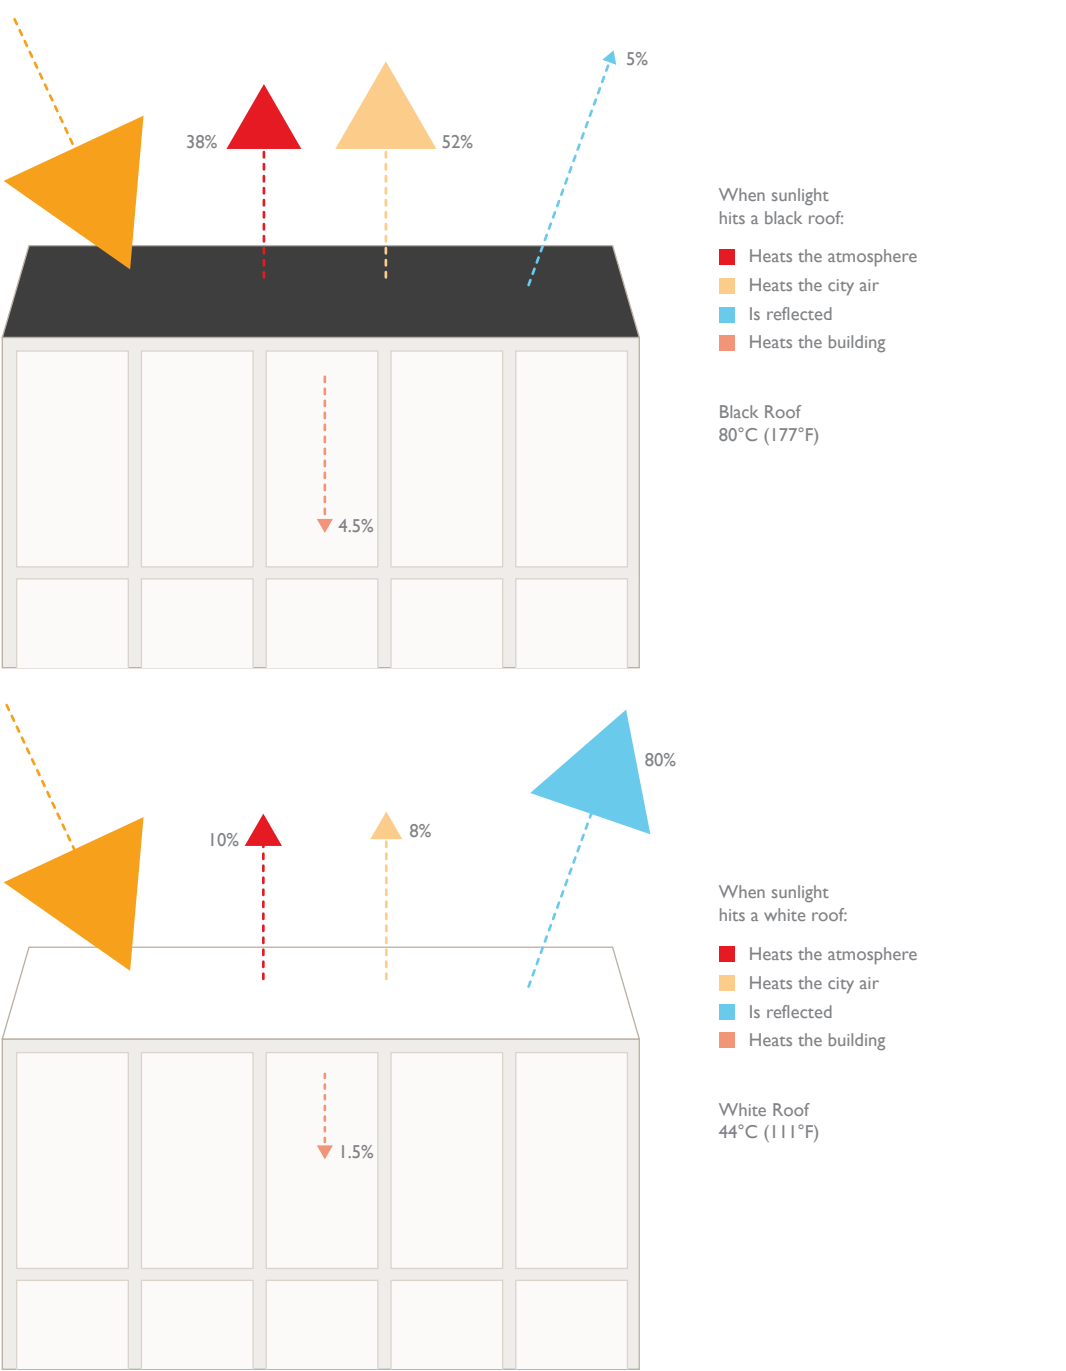 5%
38%
52%
When sunlight
hits a black roof:
Heats the atmosphere
Heats the city air
Is reflected
Heats the building
Black Roof
80°C (177°F)
4.5%
80%
10%
8%
When sunlight
hits a white roof:
Heats the atmosphere
Heats the city air
Is reflected
Heats the building
White Roof
44°C (111°F)
1.5%